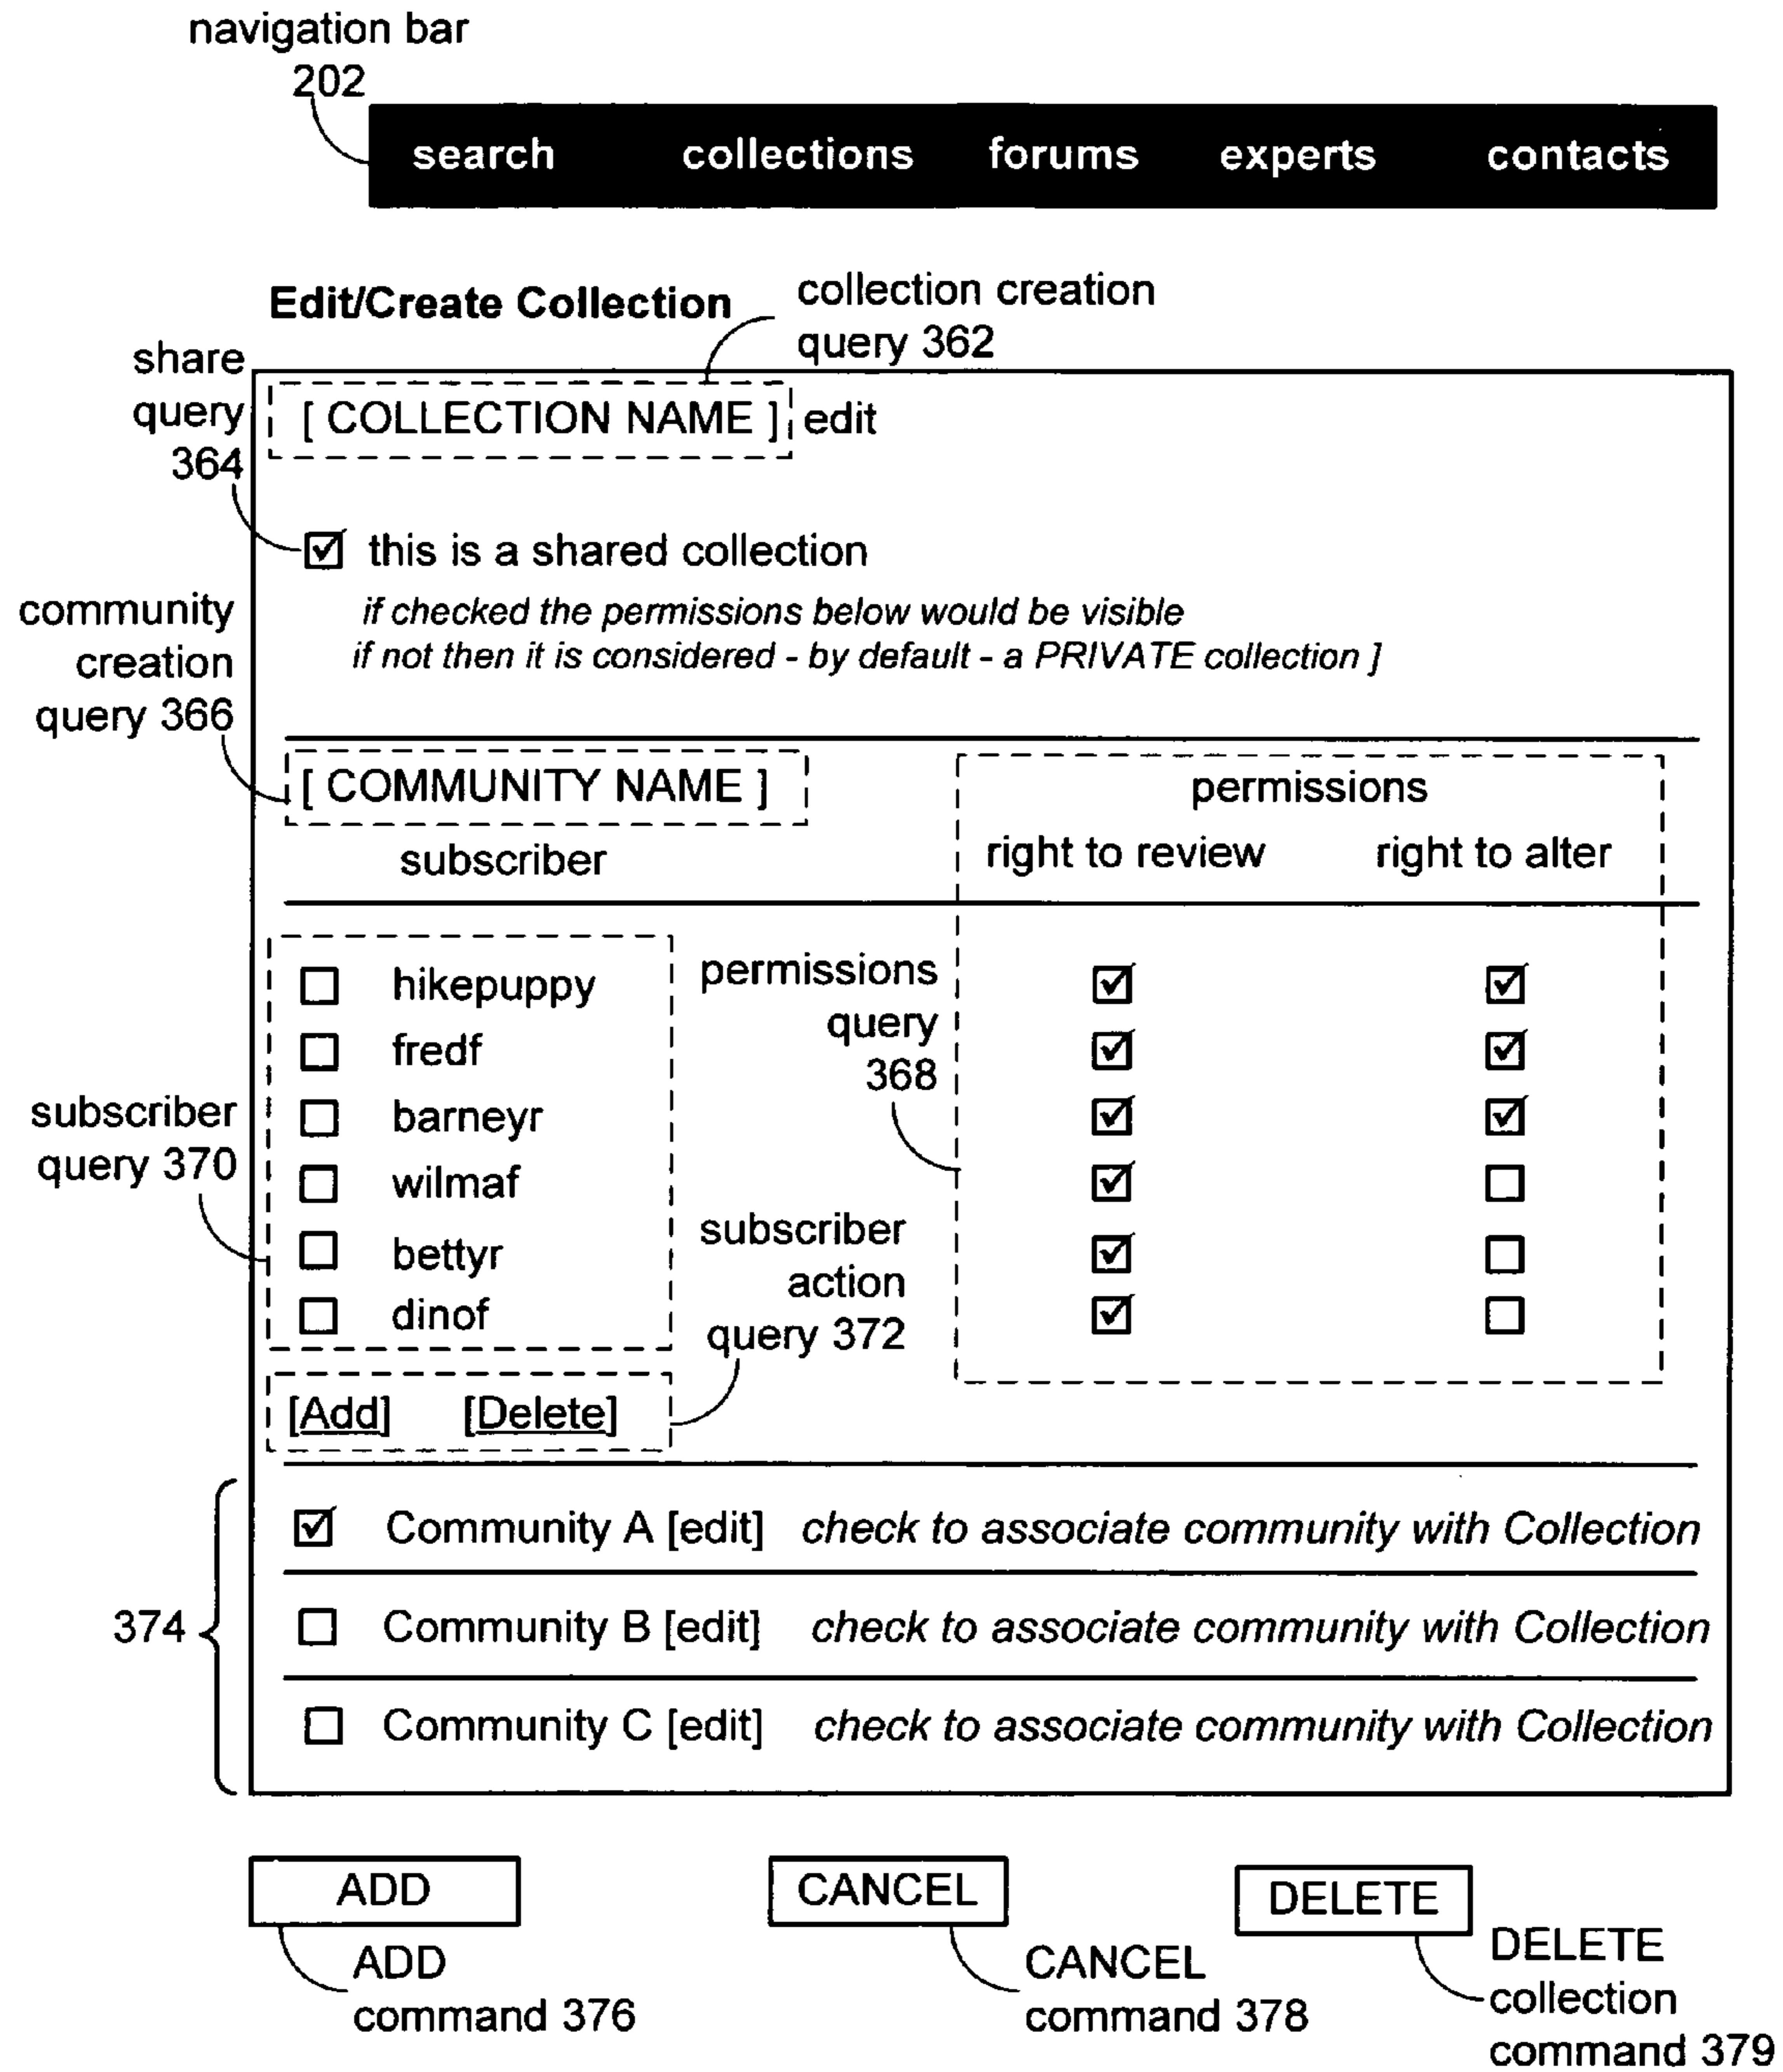 navigation bar
202
search collections forums experts contacts
Edit/Create Collection
collection creation
query 362
share
query
364
[ COLLECTION NAME ] edit
this is a shared collection
if checked the permissions below would be visible
if not then it is considered - by default - a PRIVATE collection ]
community
creation
query 366
[ COMMUNITY NAME ]
permissions
subscriber
right to review right to alter
hikepuppy
fredf
barneyr
wilmaf
bettyr
dinof
permissions
query
368
subscriber
query 370
subscriber
action
query 372
[Add] [Delete]
374
Community A [edit] check to associate community with Collection
Community B [edit] check to associate community with Collection
Community C [edit] check to associate community with Collection
ADD CANCEL DELETE
ADD
command 376
CANCEL
command 378
DELETE
collection
command 379